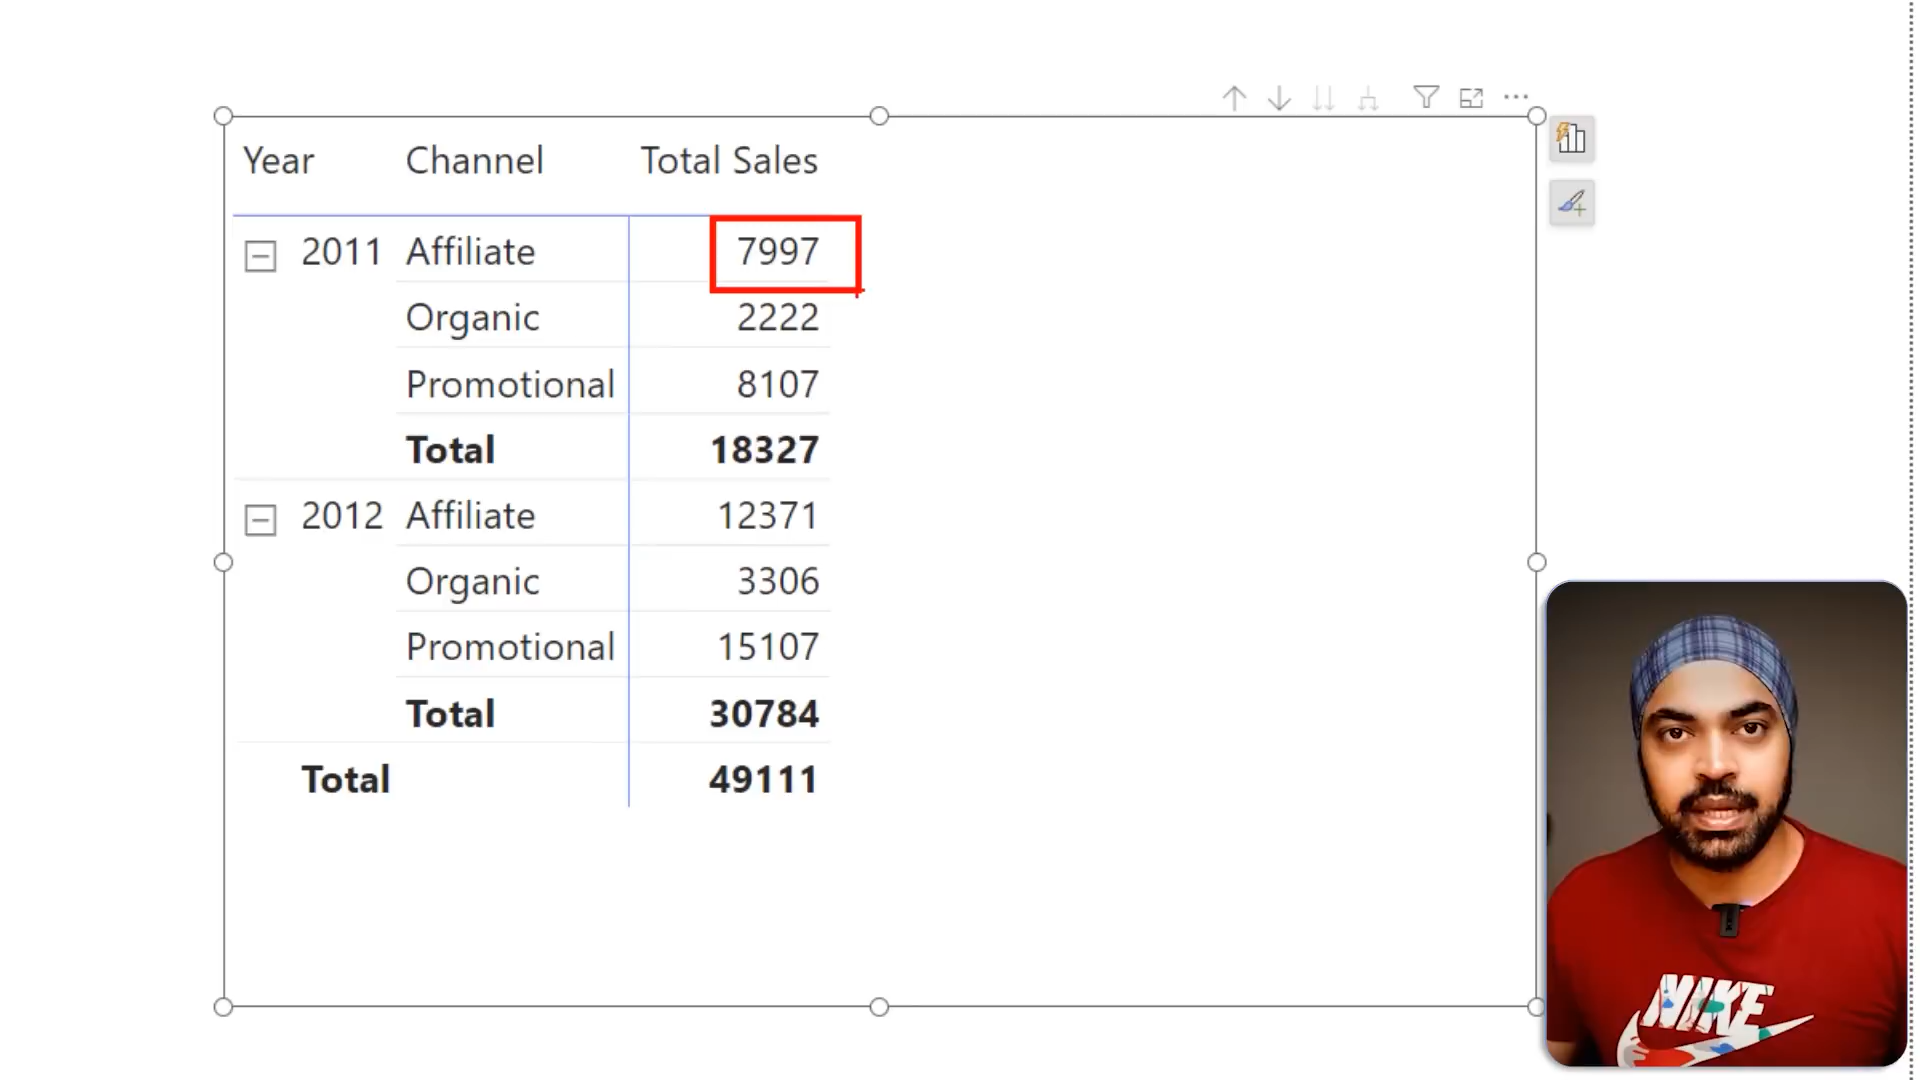 Year Channel Total Sales
2011 Affiliate 7997
Organic 2222
Promotional 8107
Total 18327
2012 Affiliate 12371
Organic 3306
Promotional 15107
Total 30784
Total 49111
NIKE